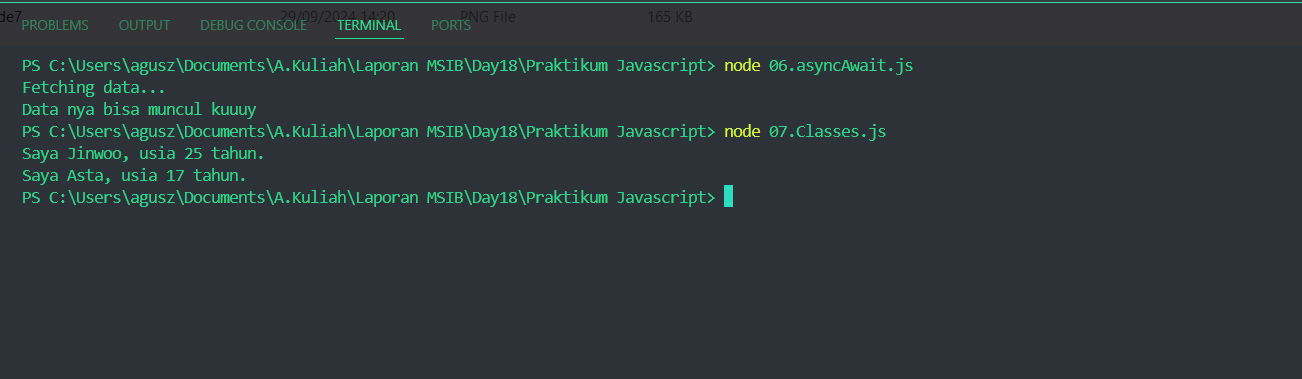 de7 29/09/2024 14:20 PNG File 165 KB
PROBLEMS OUTPUT DEBUG CONSOLE TERMINAL PORTS
PS C:\Users\agusz\Documents\A.Kuliah\Laporan MSIB\Day18\Praktikum Javascript> node 06.asyncAwait.js
Fetching data...
Data nya bisa muncul kuuuy
PS C:\Users\agusz\Documents\A.Kuliah\Laporan MSIB\Day18\Praktikum Javascript> node 07.Classes.js
Saya Jinwoo, usia 25 tahun.
Saya Asta, usia 17 tahun.
PS C:\Users\agusz\Documents\A.Kuliah\Laporan MSIB\Day18\Praktikum Javascript>